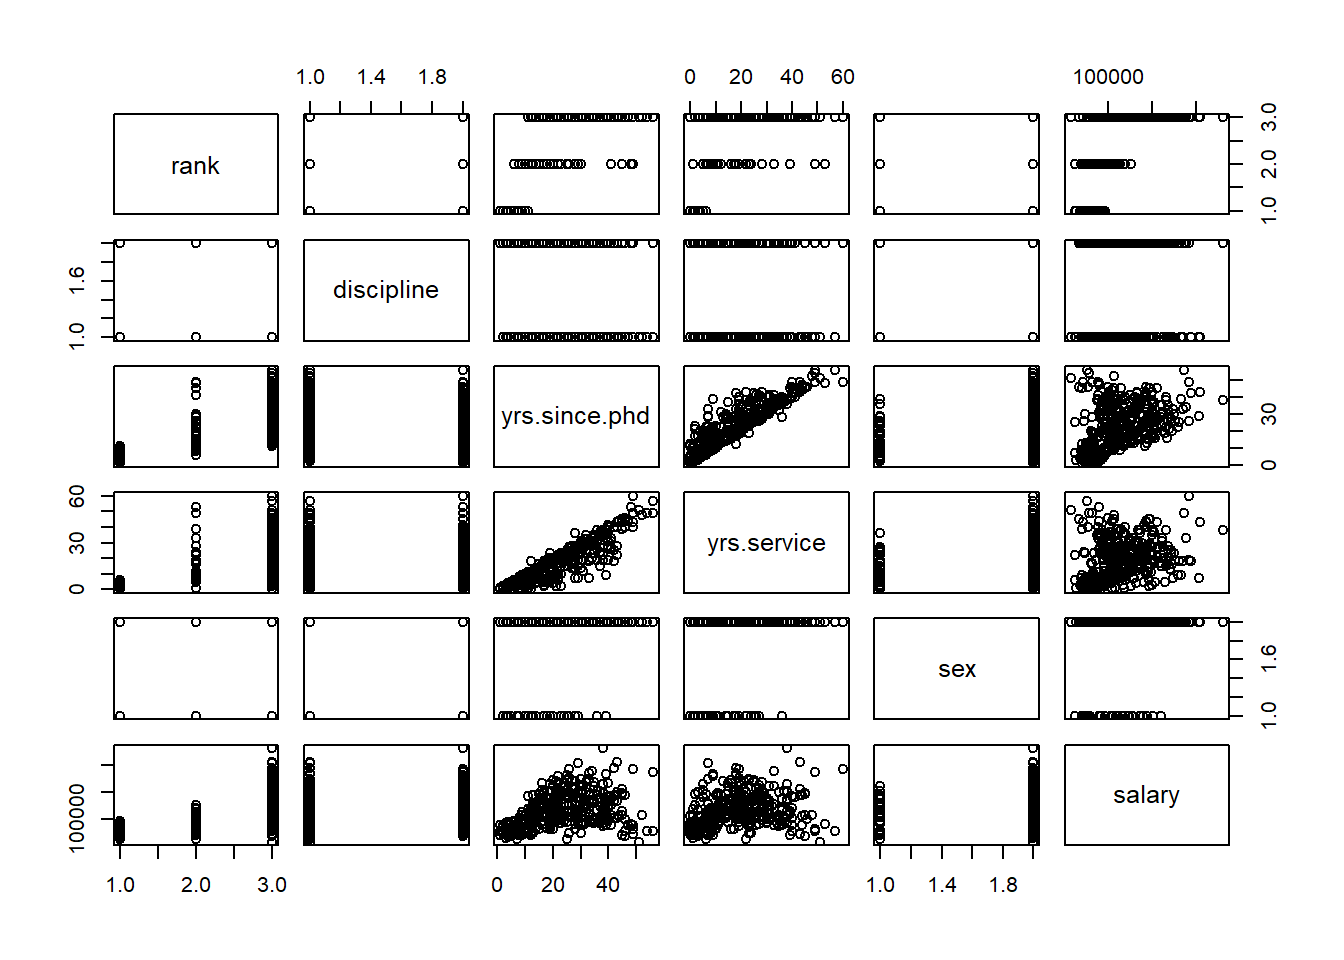 1.0 1.4 1.8 0 20 40 60 100000
rank 1.0 2.0 3.0
1.0 1.6 discipline
yrs.since.phd 0 30
0 30 60 yrs.service
sex 1.0 1.6
100000 salary
1.0 2.0 3.0 0 20 40 1.0 1.4 1.8